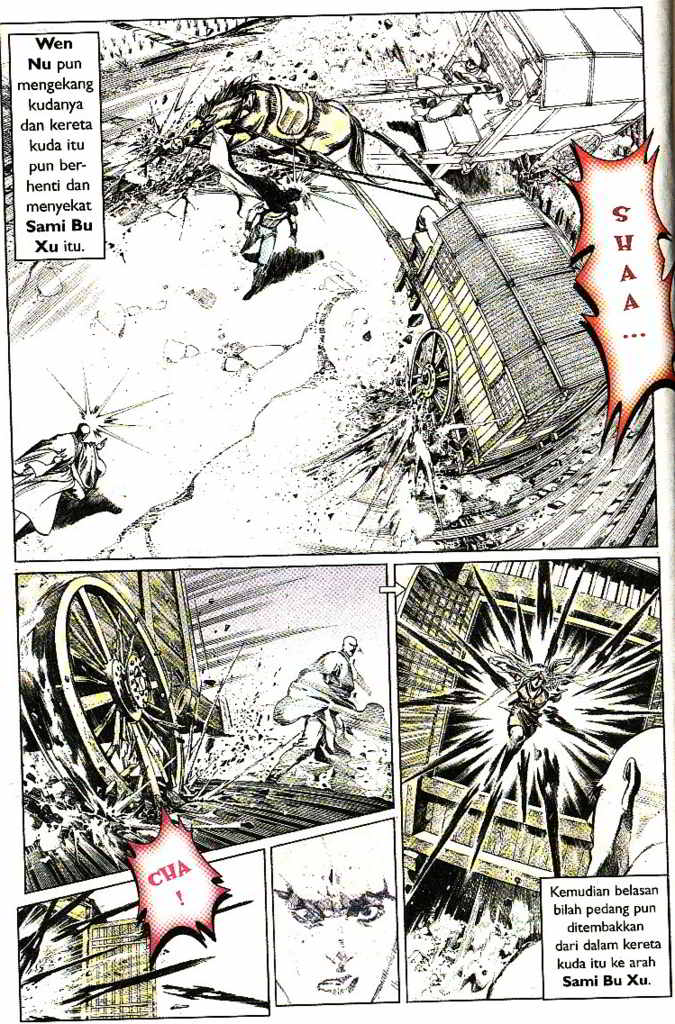 Wen
Nu pun
mengekang
kudanya
dan kereta
kuda itu
pun ber-
henti dan
menyekat
Sami Bu
Xu itu.
SHAA...
CHA
!
Kemudian belasan
bilah pedang pun
ditembakkan
dari dalam kereta
kuda itu ke arah
Sami Bu Xu.